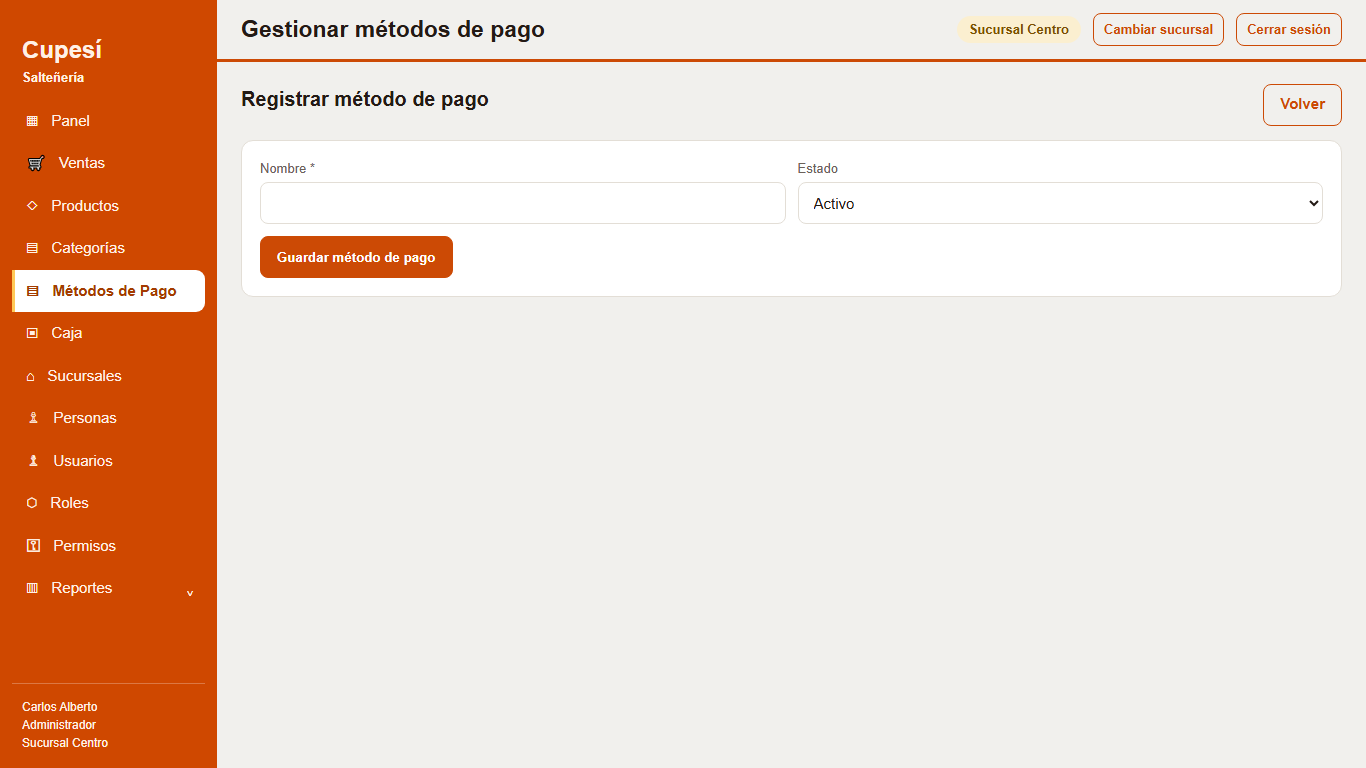 Cupesí
Salteñería
Panel
Ventas
Productos
Categorías
Métodos de Pago
Caja
Sucursales
Personas
Usuarios
Roles
Permisos
Reportes
Carlos Alberto
Administrador
Sucursal Centro
Gestionar métodos de pago
Sucursal Centro
Cambiar sucursal
Cerrar sesión
Registrar método de pago
Volver
Nombre *
Estado
Activo
Guardar método de pago